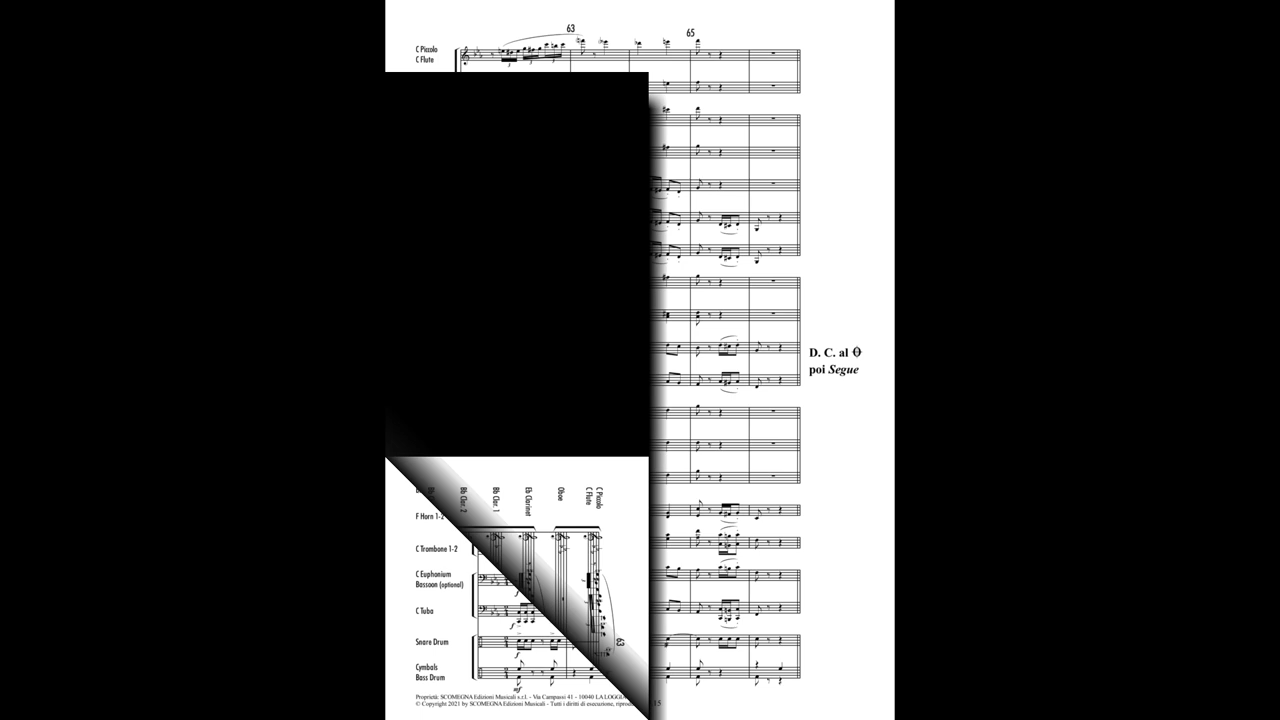 63
65
C Piccolo
C Flute
D. C. al
poi Segue
Bb Clar. 2
Bb Clar. 1
Eb Clarinet
Oboe
C Flute
C Piccolo
F Horn 1-2
C Trombone 1-2
C Euphonium
Bassoon (optional)
C Tuba
f
63
Snare Drum
f
Cymbals
Bass Drum
mf
Proprietà: SCOMEGNA Edizioni Musicali s.r.l. - Via Campassi 41 - 10040 LA LOGGIA
© Copyright 2021 by SCOMEGNA Edizioni Musicali - Tutti i diritti di esecuzione,
15